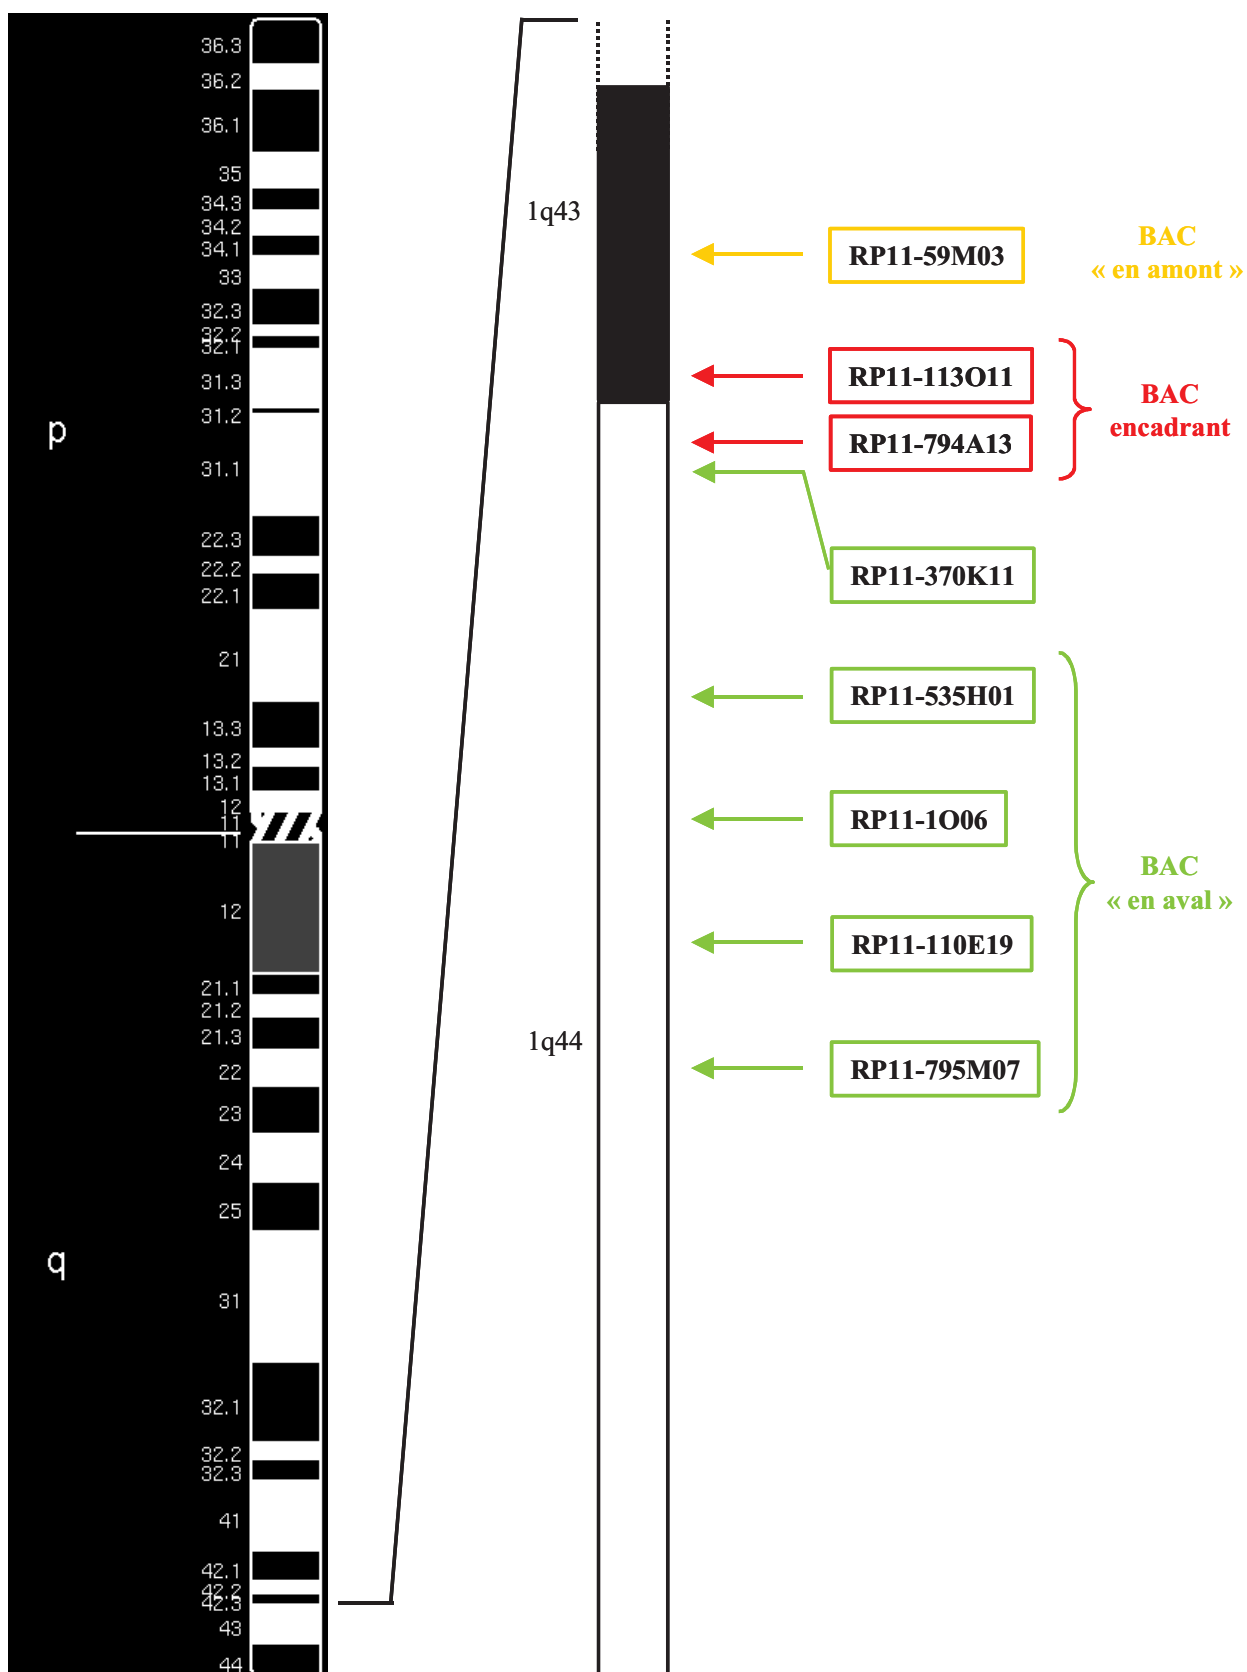 36.3
36.2
36.1
35
34.3
34.2
34.1
33
32.3
32.2
32.1
31.3
31.2
p
31.1
22.3
22.2
22.1
21
13.3
13.2
13.1
12
11
11
12
21.1
21.2
21.3
22
23
24
25
q
31
32.1
32.2
32.3
41
42.1
42.2
42.3
43
44
1q43
1q44
RP11-59M03
RP11-113O11
RP11-794A13
RP11-370K11
RP11-535H01
RP11-1O06
RP11-110E19
RP11-795M07
BAC
« en amont »
BAC
encadrant
BAC
« en aval »